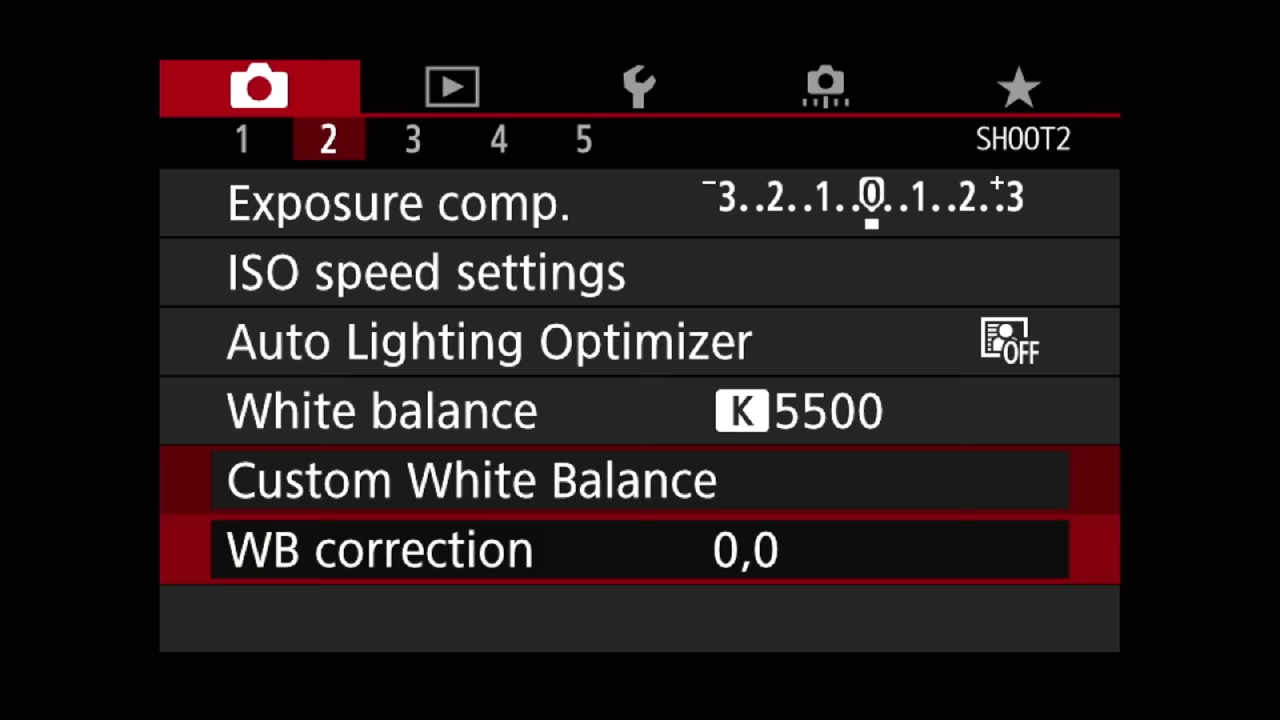 1 2 3 4 5 SHOOT2
Exposure comp. −3..2..1..0..1..2..+3
ISO speed settings
Auto Lighting Optimizer OFF
White balance K 5500
Custom White Balance
WB correction 0,0